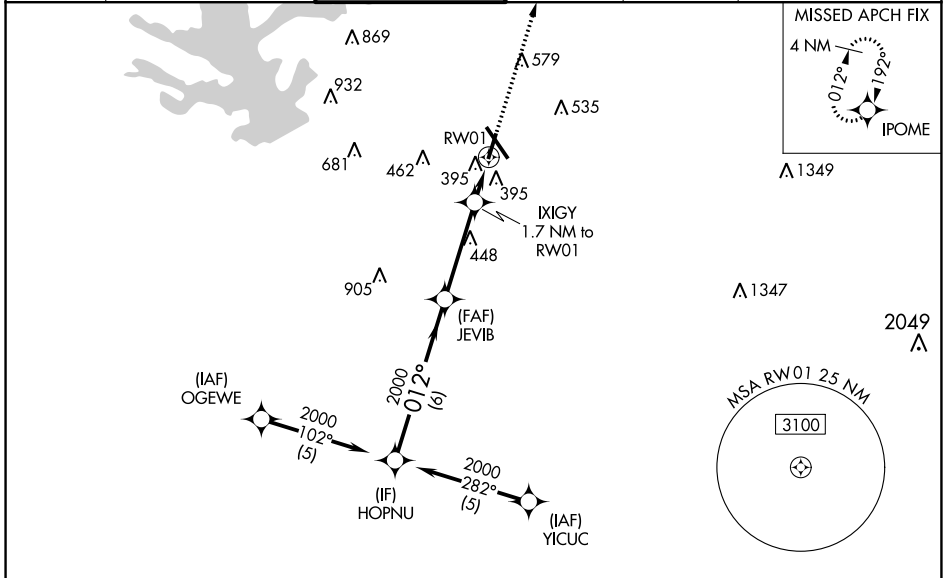 MISSED APCH FIX
4 NM
012°
192°
IPOME
869
932
579
535
RW01
681
462
395
395
1349
IXIGY
1.7 NM to
RW01
448
905
1347
(FAF)
JEVIB
2049
2000
012°
(6)
(IAF)
OGEWE
2000
102°
(5)
(IF)
HOPNU
2000
282°
(5)
(IAF)
YICUC
MSA RW01 25 NM
3100